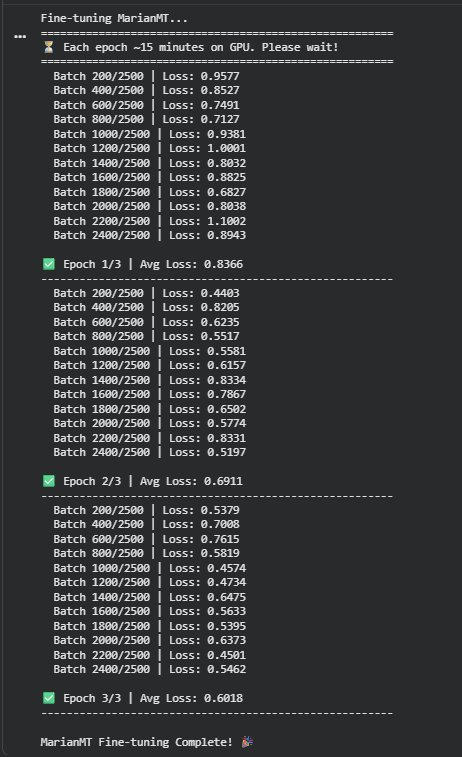 Fine-tuning MarianMT...
=======================================================
⏳ Each epoch ~15 minutes on GPU. Please wait!
=======================================================
Batch 200/2500 | Loss: 0.9577
Batch 400/2500 | Loss: 0.8527
Batch 600/2500 | Loss: 0.7491
Batch 800/2500 | Loss: 0.7127
Batch 1000/2500 | Loss: 0.9381
Batch 1200/2500 | Loss: 1.0001
Batch 1400/2500 | Loss: 0.8032
Batch 1600/2500 | Loss: 0.8825
Batch 1800/2500 | Loss: 0.6827
Batch 2000/2500 | Loss: 0.8038
Batch 2200/2500 | Loss: 1.1002
Batch 2400/2500 | Loss: 0.8943
✅ Epoch 1/3 | Avg Loss: 0.8366
-------------------------------------------------------
Batch 200/2500 | Loss: 0.4403
Batch 400/2500 | Loss: 0.8205
Batch 600/2500 | Loss: 0.6235
Batch 800/2500 | Loss: 0.5517
Batch 1000/2500 | Loss: 0.5581
Batch 1200/2500 | Loss: 0.6157
Batch 1400/2500 | Loss: 0.8334
Batch 1600/2500 | Loss: 0.7867
Batch 1800/2500 | Loss: 0.6502
Batch 2000/2500 | Loss: 0.5774
Batch 2200/2500 | Loss: 0.8331
Batch 2400/2500 | Loss: 0.5197
✅ Epoch 2/3 | Avg Loss: 0.6911
-------------------------------------------------------
Batch 200/2500 | Loss: 0.5379
Batch 400/2500 | Loss: 0.7008
Batch 600/2500 | Loss: 0.7615
Batch 800/2500 | Loss: 0.5819
Batch 1000/2500 | Loss: 0.4574
Batch 1200/2500 | Loss: 0.4734
Batch 1400/2500 | Loss: 0.6475
Batch 1600/2500 | Loss: 0.5633
Batch 1800/2500 | Loss: 0.5395
Batch 2000/2500 | Loss: 0.6373
Batch 2200/2500 | Loss: 0.4501
Batch 2400/2500 | Loss: 0.5462
✅ Epoch 3/3 | Avg Loss: 0.6018
-------------------------------------------------------
MarianMT Fine-tuning Complete! 🎉